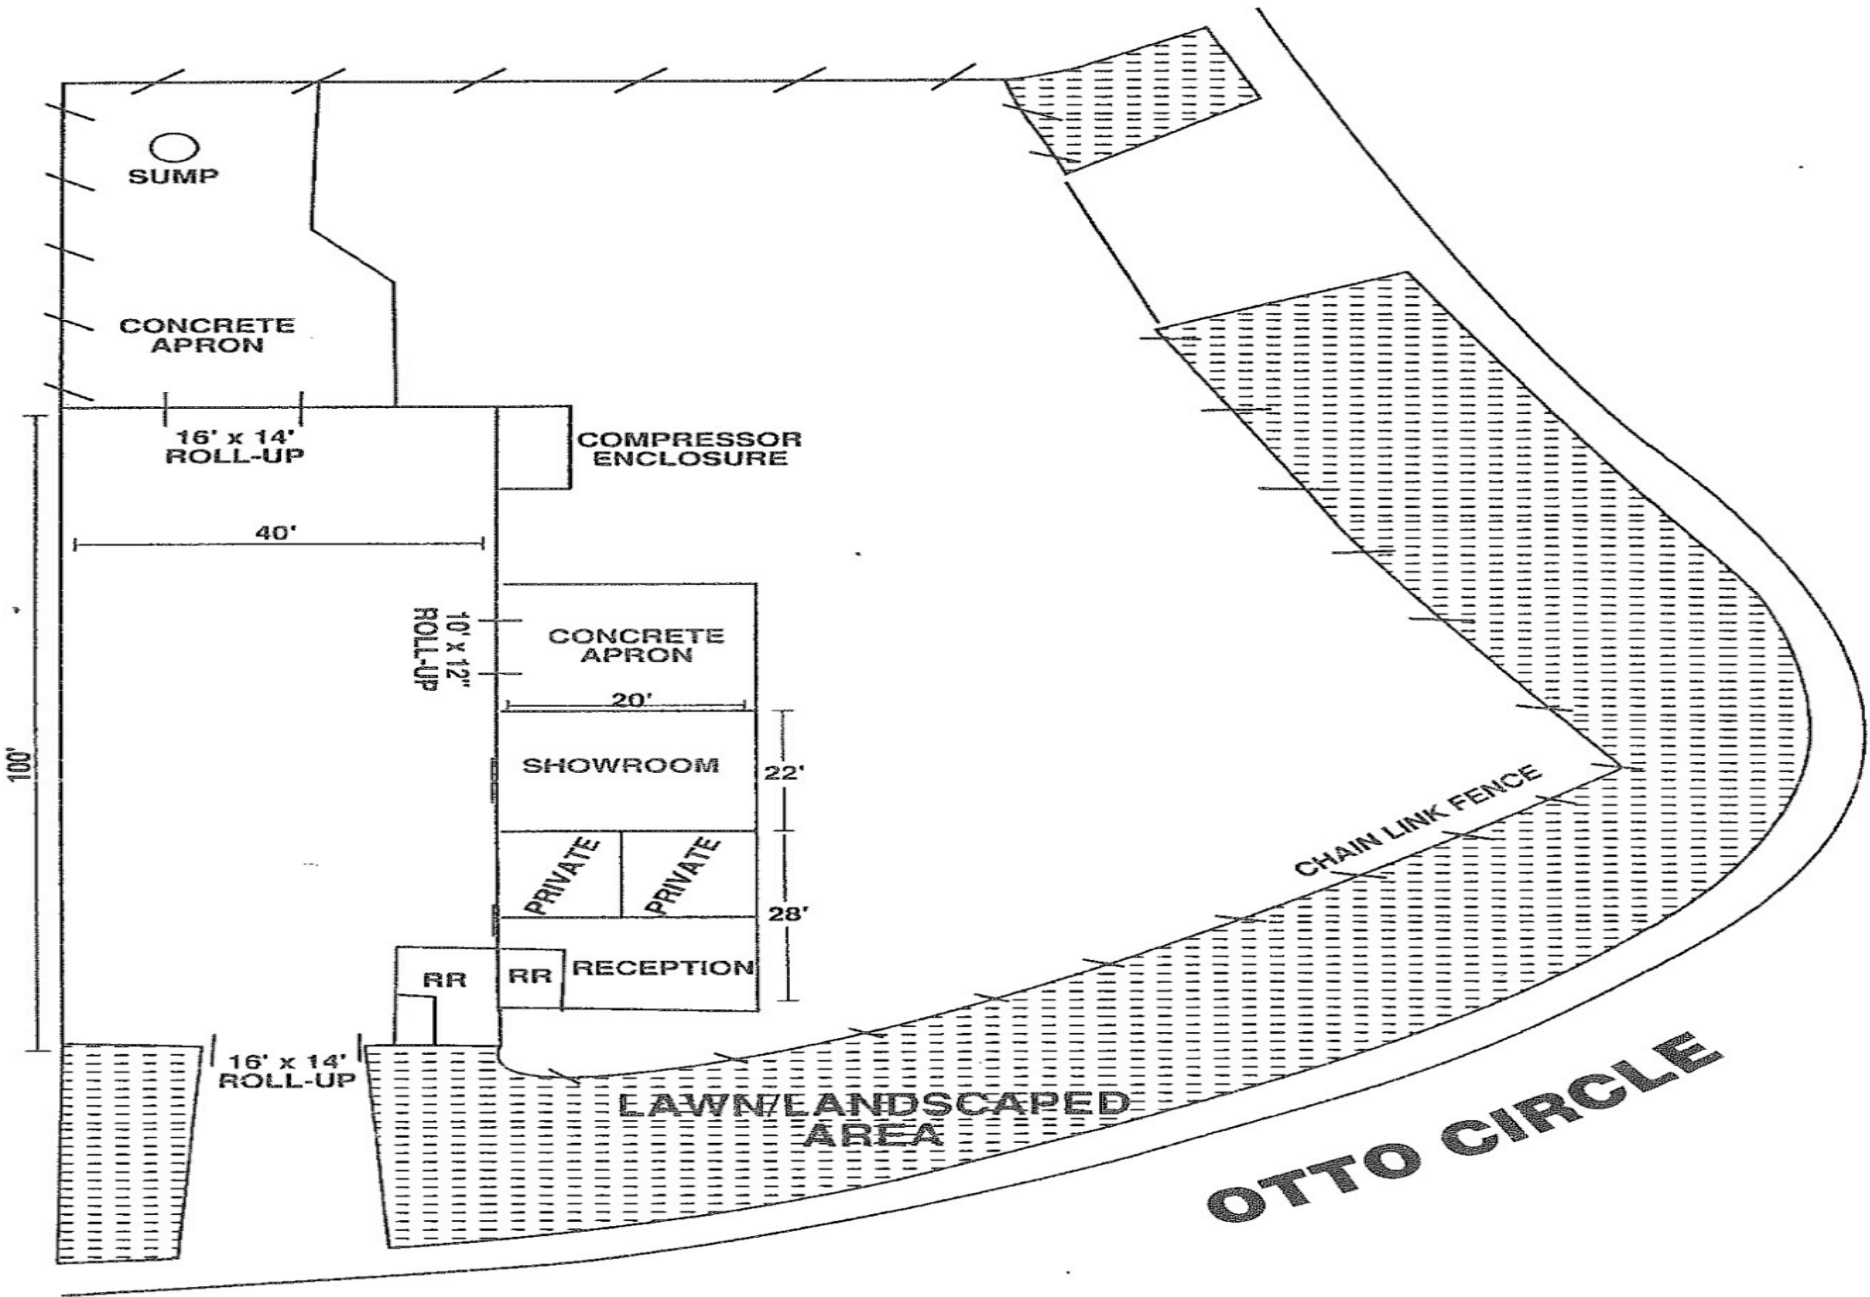 SUMP
CONCRETE
APRON
16' x 14'
ROLL-UP
COMPRESSOR
ENCLOSURE
40'
10' x 12"
ROLL-UP
CONCRETE
APRON
20'
100'
SHOWROOM
22'
CHAIN LINK FENCE
PRIVATE
PRIVATE
28'
RR
RR
RECEPTION
16' x 14'
ROLL-UP
LAWN/LANDSCAPED
AREA
OTTO CIRCLE